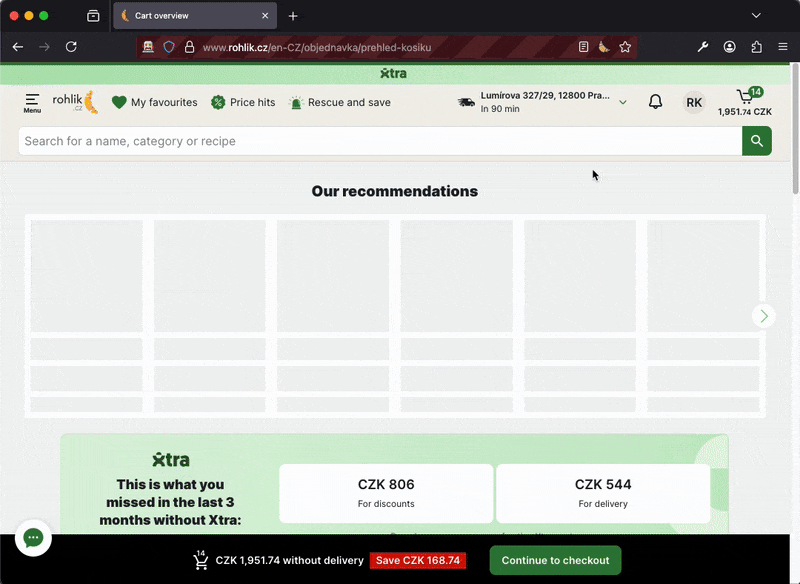 Cart overview
www.rohlik.cz/en-CZ/objednavka/prehled-kosiku
xtra
Menu
rohlik
.CZ
My favourites
Price hits
Rescue and save
Lumírova 327/29, 12800 Pra...
In 90 min
RK
14
1,951.74 CZK
Search for a name, category or recipe
Our recommendations
xtra
This is what you
missed in the last 3
months without Xtra:
CZK 806
For discounts
CZK 544
For delivery
14
CZK 1,951.74 without delivery
Save CZK 168.74
Continue to checkout